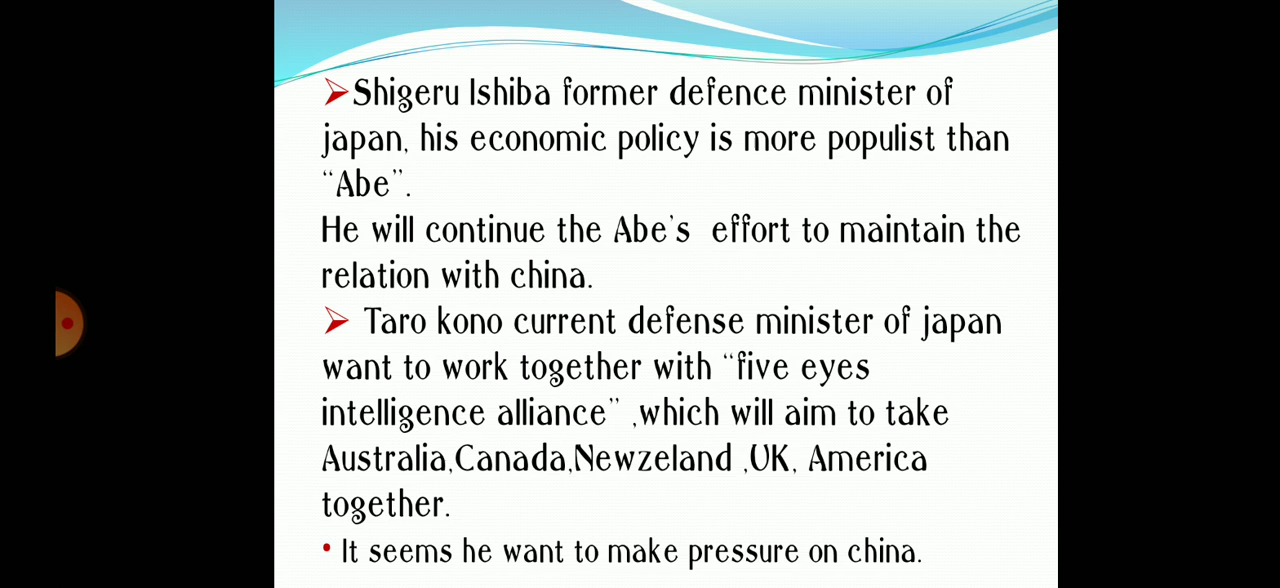 Shigeru Ishiba former defence minister of
japan, his economic policy is more populist than
“Abe”.
He will continue the Abe's effort to maintain the
relation with china.
Taro kono current defense minister of japan
want to work together with “five eyes
intelligence alliance” ,which will aim to take
Australia,Canada,Newzeland ,UK, America
together.
• It seems he want to make pressure on china.